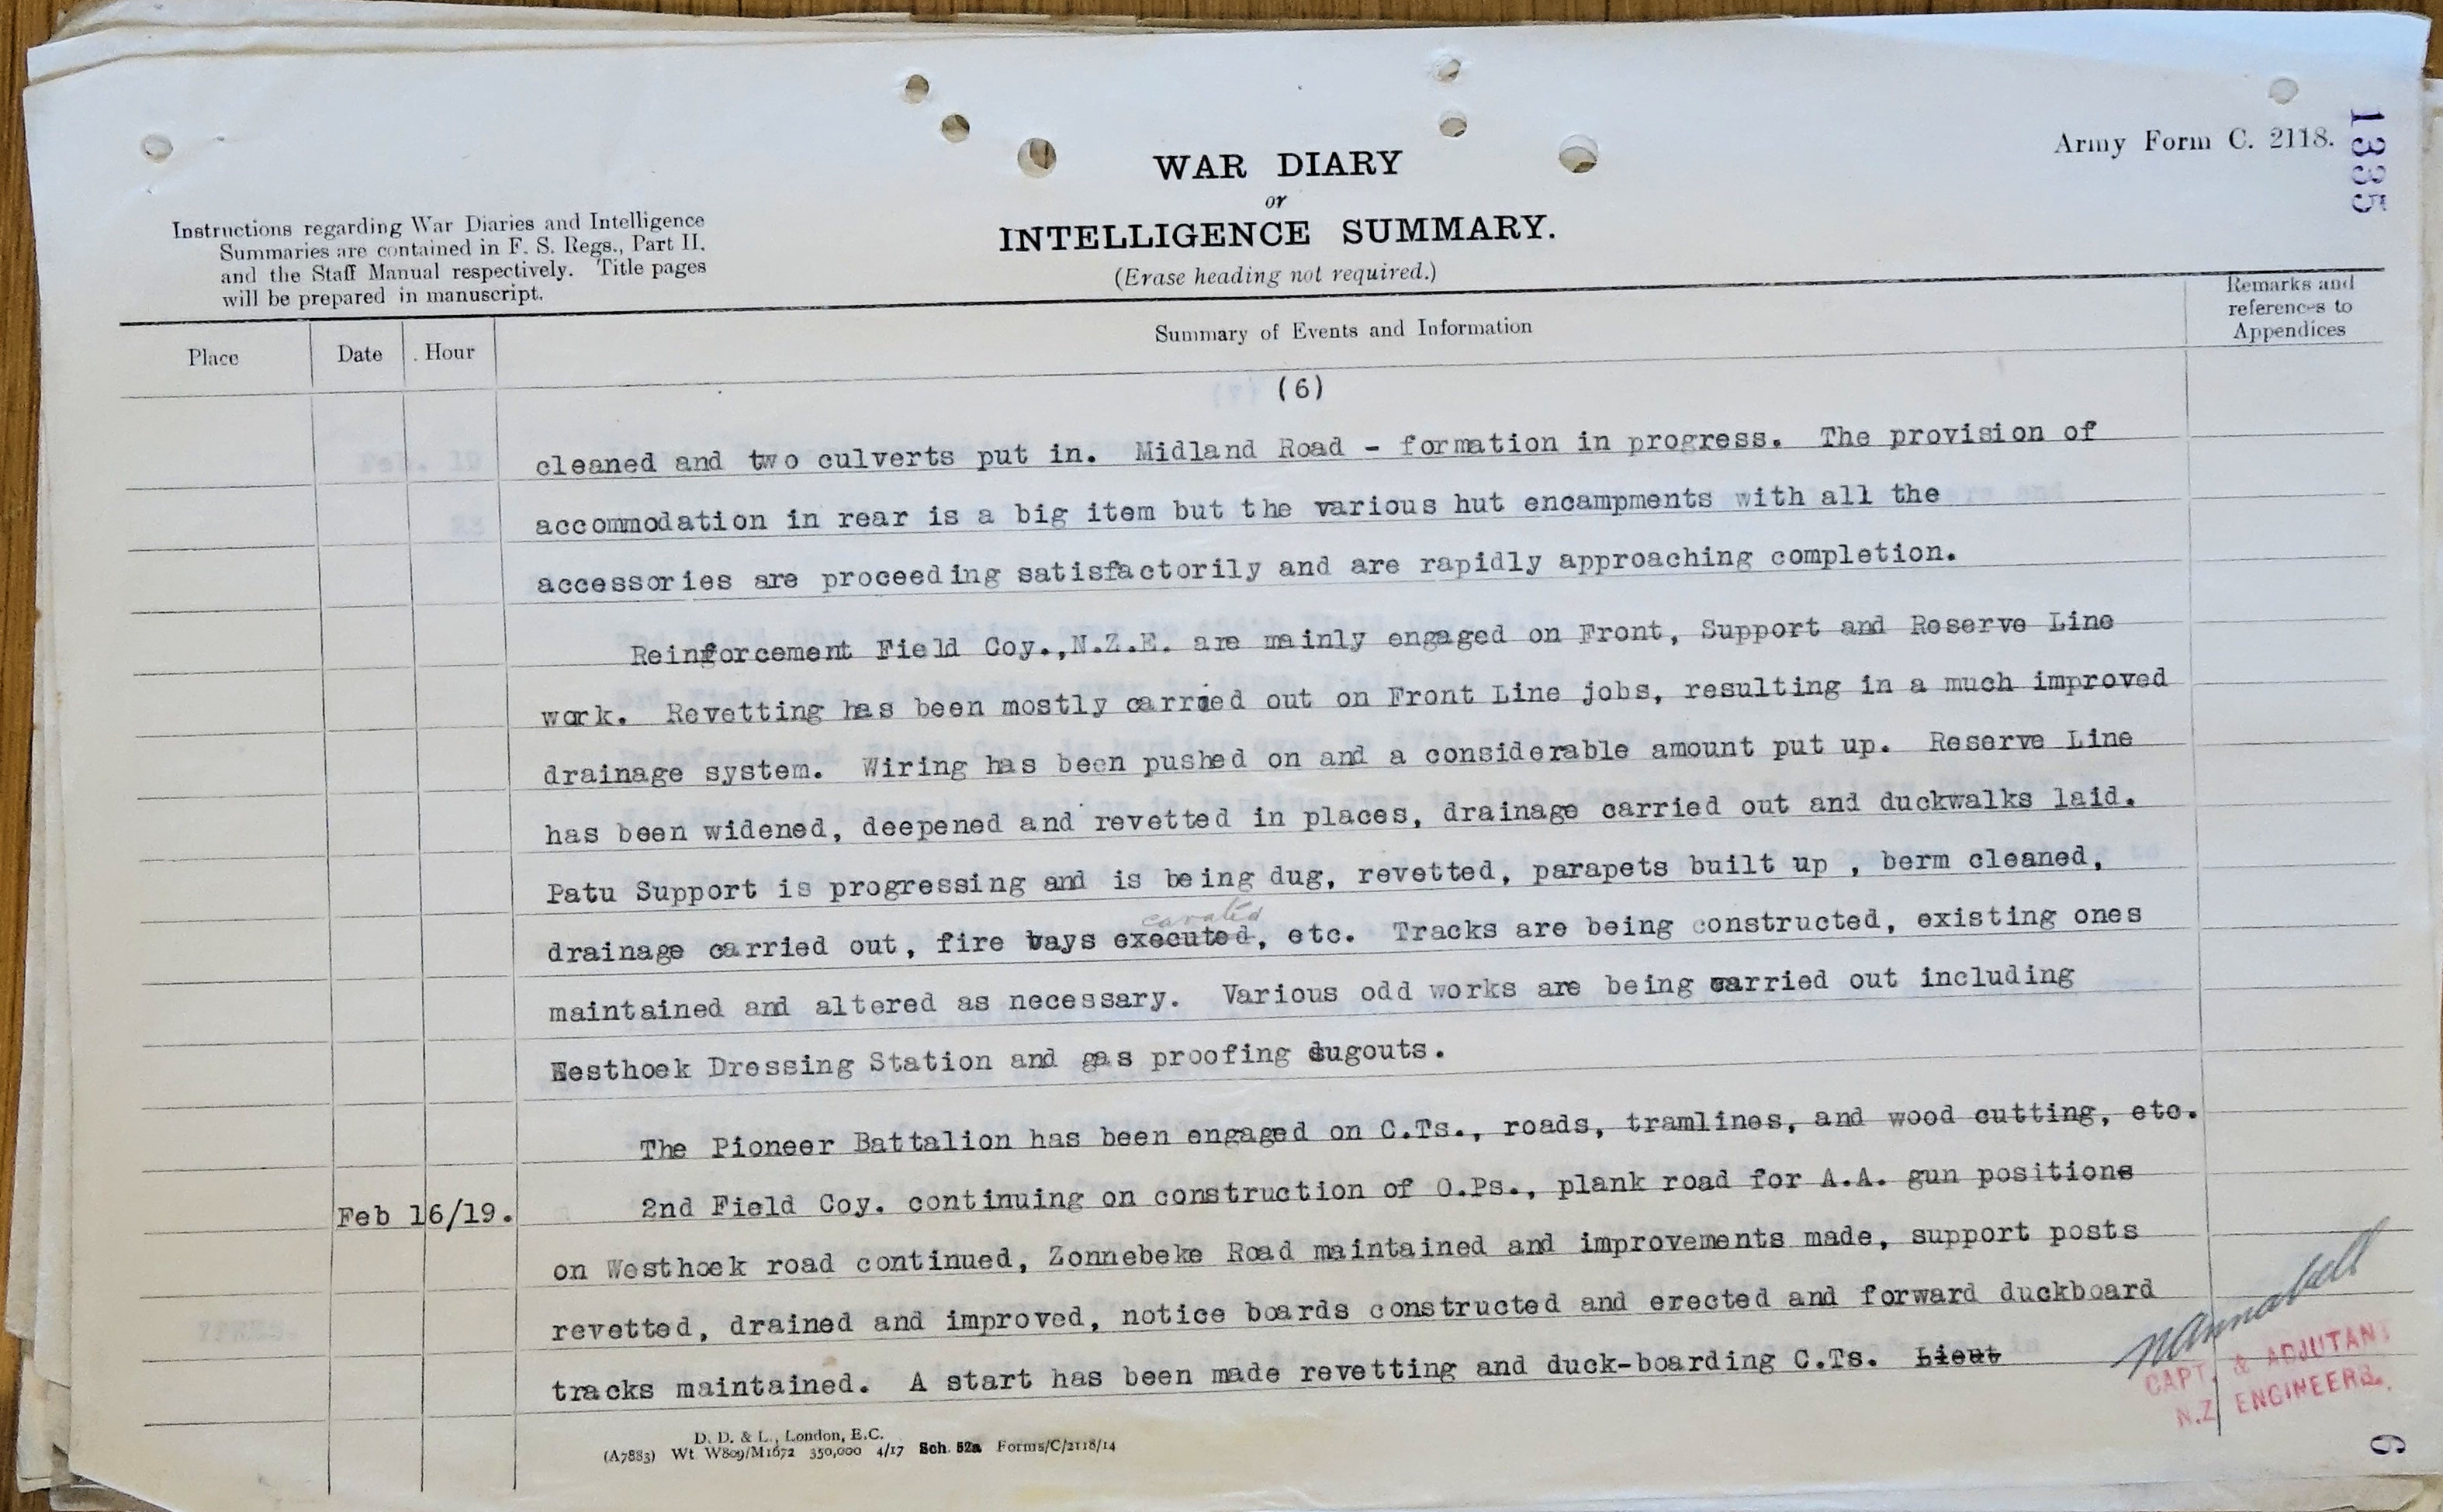 Army Form C. 2118.
1335
WAR DIARY
or
INTELLIGENCE SUMMARY.
(Erase heading not required.)
Instructions regarding War Diaries and Intelligence
Summaries are contained in F. S. Regs., Part II.
and the Staff Manual respectively. Title pages
will be prepared in manuscript.
Place
Date
Hour
Summary of Events and Information
Remarks and
references to
Appendices
(6)
cleaned and two culverts put in. Midland Road - formation in progress. The provision of
accommodation in rear is a big item but the various hut encampments with all the
accessories are proceeding satisfactorily and are rapidly approaching completion.
Reinforcement Field Coy.,N.Z.E. are mainly engaged on Front, Support and Reserve Line
work. Revetting has been mostly carried out on Front Line jobs, resulting in a much improved
drainage system. Wiring has been pushed on and a considerable amount put up. Reserve Line
has been widened, deepened and revetted in places, drainage carried out and duckwalks laid.
Patu Support is progressing and is being dug, revetted, parapets built up , berm cleaned,
cavated
drainage carried out, fire bays executed, etc. Tracks are being constructed, existing ones
maintained and altered as necessary. Various odd works are being carried out including
Westhoek Dressing Station and gas proofing dugouts.
The Pioneer Battalion has been engaged on C.Ts., roads, tramlines, and wood cutting, etc.
Feb 16/19. 2nd Field Coy. continuing on construction of O.Ps., plank road for A.A. gun positions
on Westhoek road continued, Zonnebeke Road maintained and improvements made, support posts
revetted, drained and improved, notice boards constructed and erected and forward duckboard
tracks maintained. A start has been made revetting and duck-boarding C.Ts. Lieut
CAPT. & ADJUTANT
N.Z. ENGINEERS.
D. D. & L., London, E.C.
(A7883) Wt W809/M1672 350,000 4/17 Sch. 52a Forms/C/2118/14
6